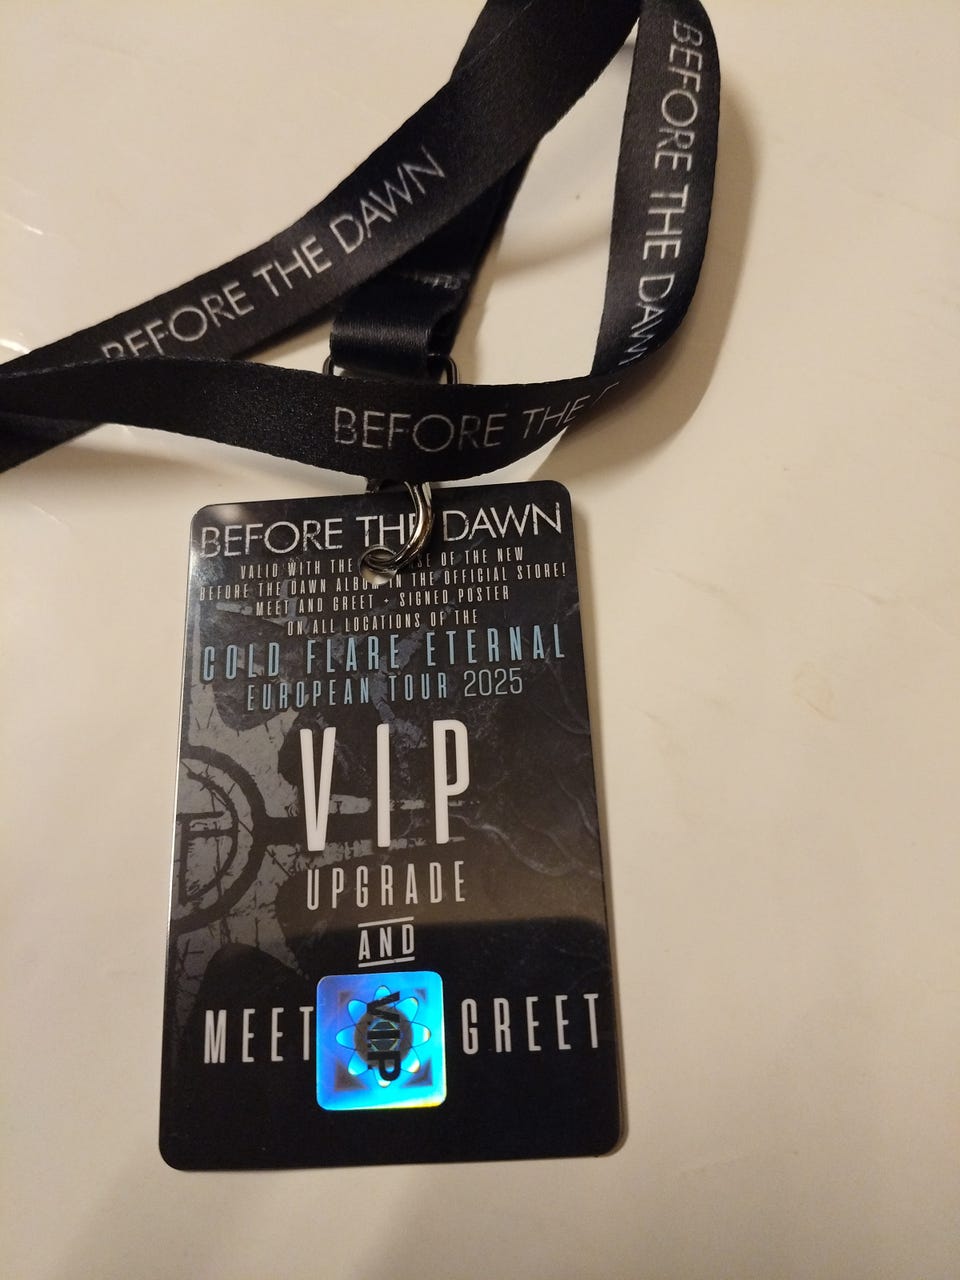 BEFORE THE DAWN
BEFORE THE DAWN
BEFORE THE
BEFORE THE DAWN
VALID WITH THE OF THE NEW
BEFORE THE DAWN ALBUM IN THE OFFICIAL STORE!
MEET AND GREET + SIGNED POSTER
ON ALL LOCATIONS OF THE
COLD FLARE ETERNAL
EUROPEAN TOUR 2025
VIP
UPGRADE
AND
MEET GREET
V.I.P